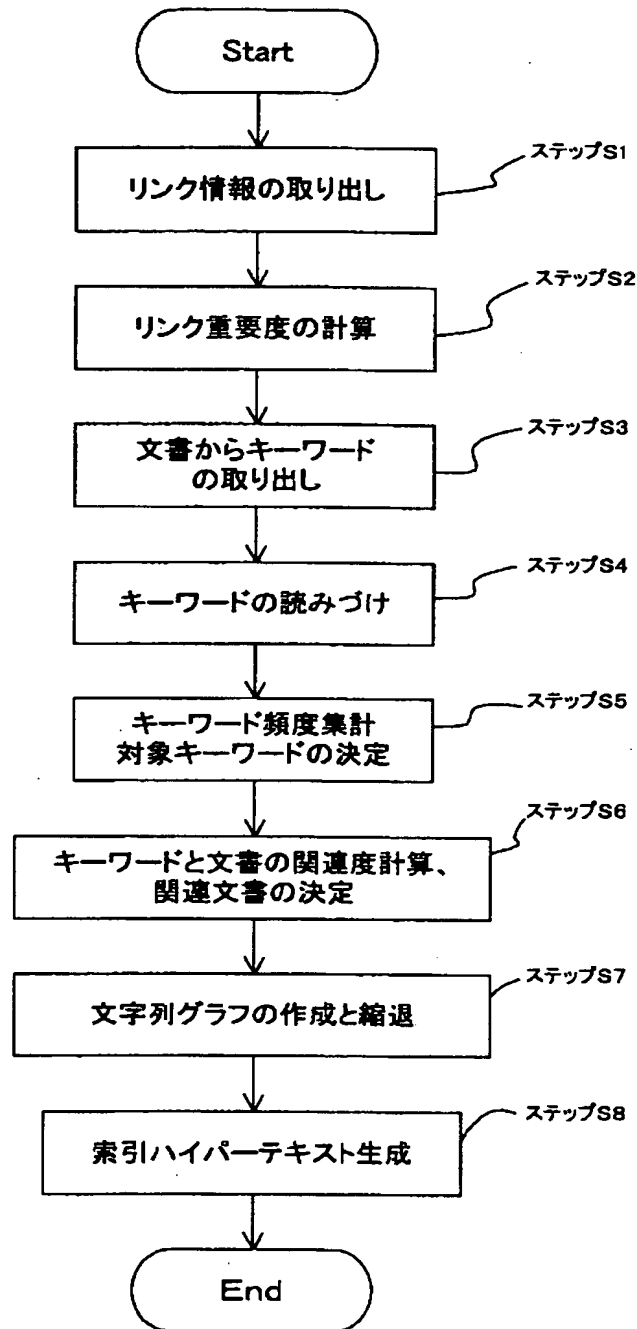 Start
ステップS1
リンク情報の取り出し
ステップS2
リンク重要度の計算
ステップS3
文書からキーワード
の取り出し
ステップS4
キーワードの読みづけ
ステップS5
キーワード頻度集計
対象キーワードの決定
ステップS6
キーワードと文書の関連度計算、
関連文書の決定
ステップS7
文字列グラフの作成と縮退
ステップS8
索引ハイパーテキスト生成
End